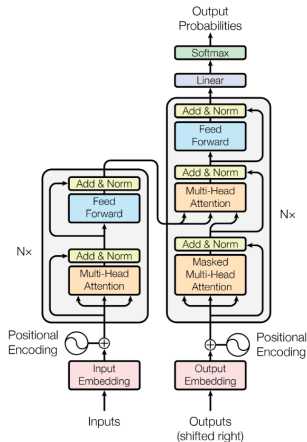 Output
Probabilities
Softmax
Linear
Add & Norm
Feed
Forward
Add & Norm
Multi-Head
Attention
Add & Norm
Masked
Multi-Head
Attention
N×
Positional
Encoding
Output
Embedding
Outputs
(shifted right)
Add & Norm
Feed
Forward
N×
Add & Norm
Multi-Head
Attention
Positional
Encoding
Input
Embedding
Inputs